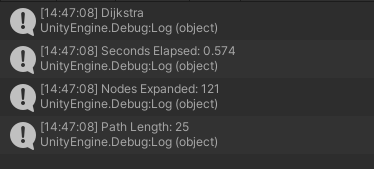 [14:47:08] Dijkstra
UnityEngine.Debug:Log (object)
[14:47:08] Seconds Elapsed: 0.574
UnityEngine.Debug:Log (object)
[14:47:08] Nodes Expanded: 121
UnityEngine.Debug:Log (object)
[14:47:08] Path Length: 25
UnityEngine.Debug:Log (object)